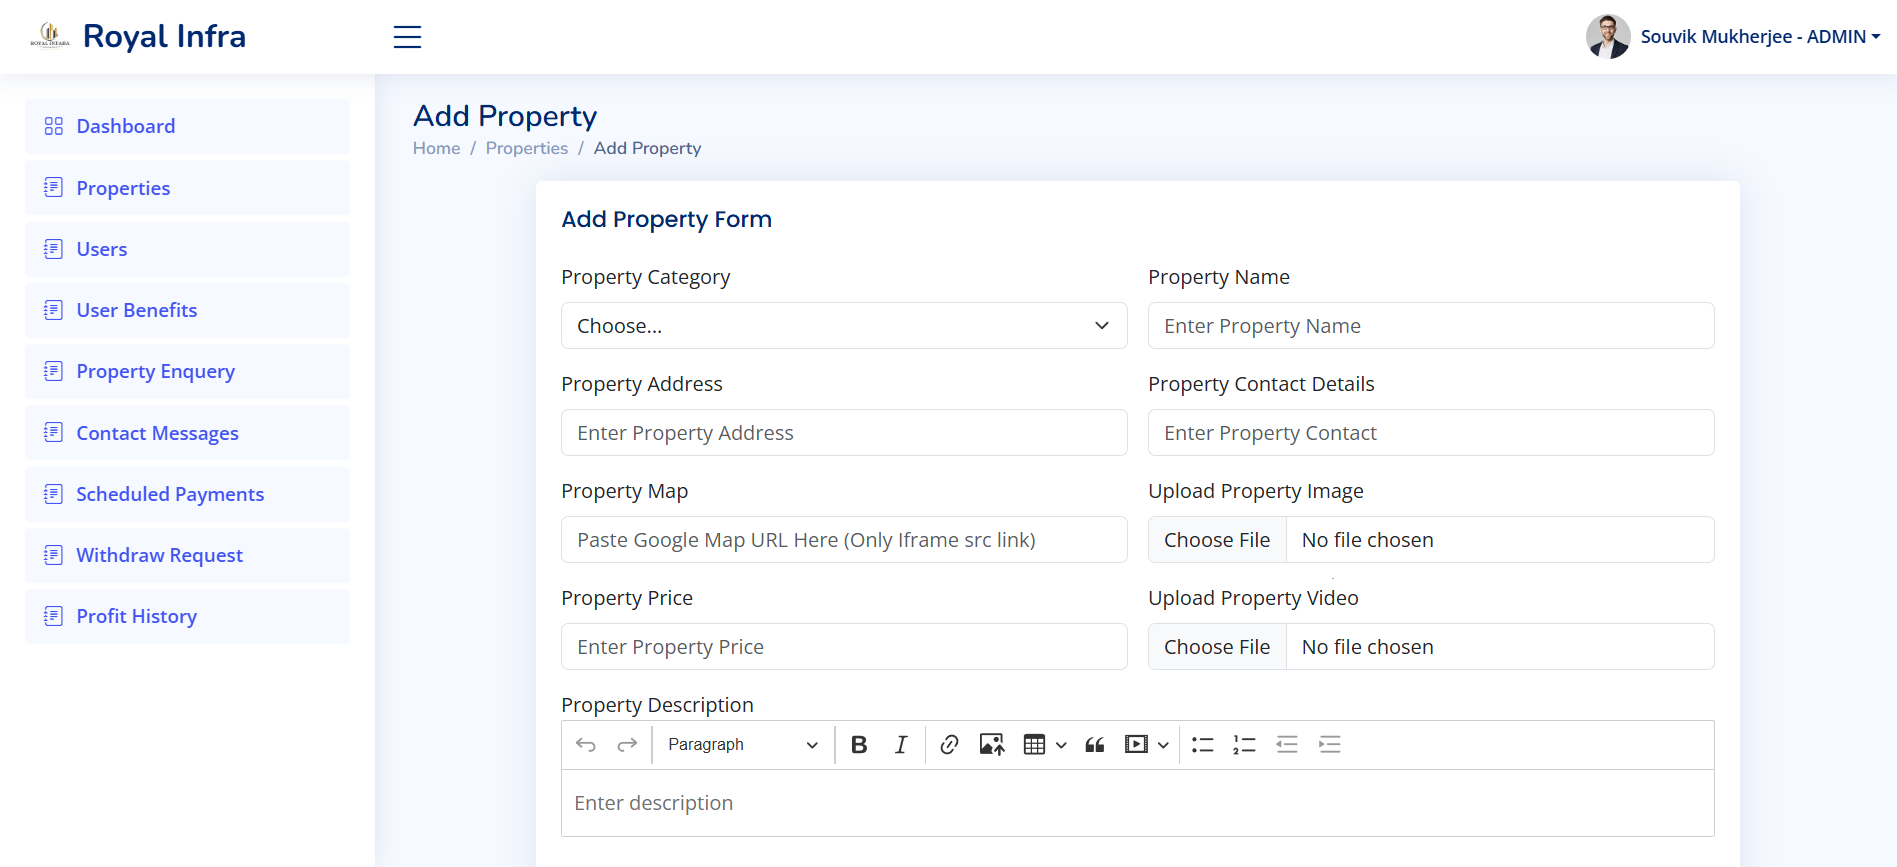 ROYAL INFARA
Royal Infra
Souvik Mukherjee - ADMIN
Dashboard
Properties
Users
User Benefits
Property Enquery
Contact Messages
Scheduled Payments
Withdraw Request
Profit History
Add Property
Home / Properties / Add Property
Add Property Form
Property Category
Choose...
Property Name
Enter Property Name
Property Address
Enter Property Address
Property Contact Details
Enter Property Contact
Property Map
Paste Google Map URL Here (Only Iframe src link)
Upload Property Image
Choose File No file chosen
Property Price
Enter Property Price
Upload Property Video
Choose File No file chosen
Property Description
Paragraph
Enter description